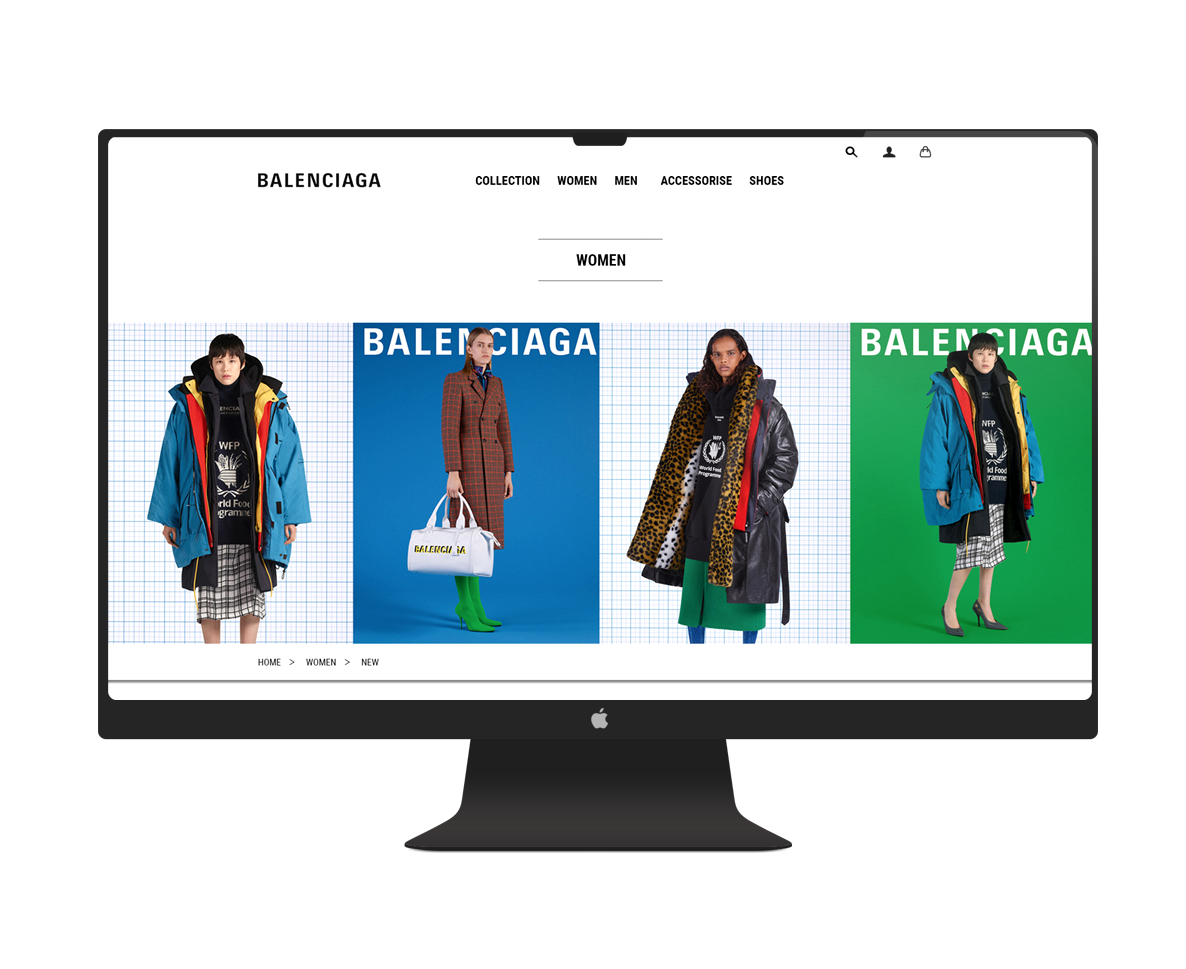 BALENCIAGA
COLLECTION WOMEN MEN ACCESSORISE SHOES
WOMEN
BALENCIAGA
BALENCIAGA
WFP
World Food
Programme
WFP
World Food
Programme
WFP
World Food
Programme
BALENCIAGA
HOME > WOMEN > NEW